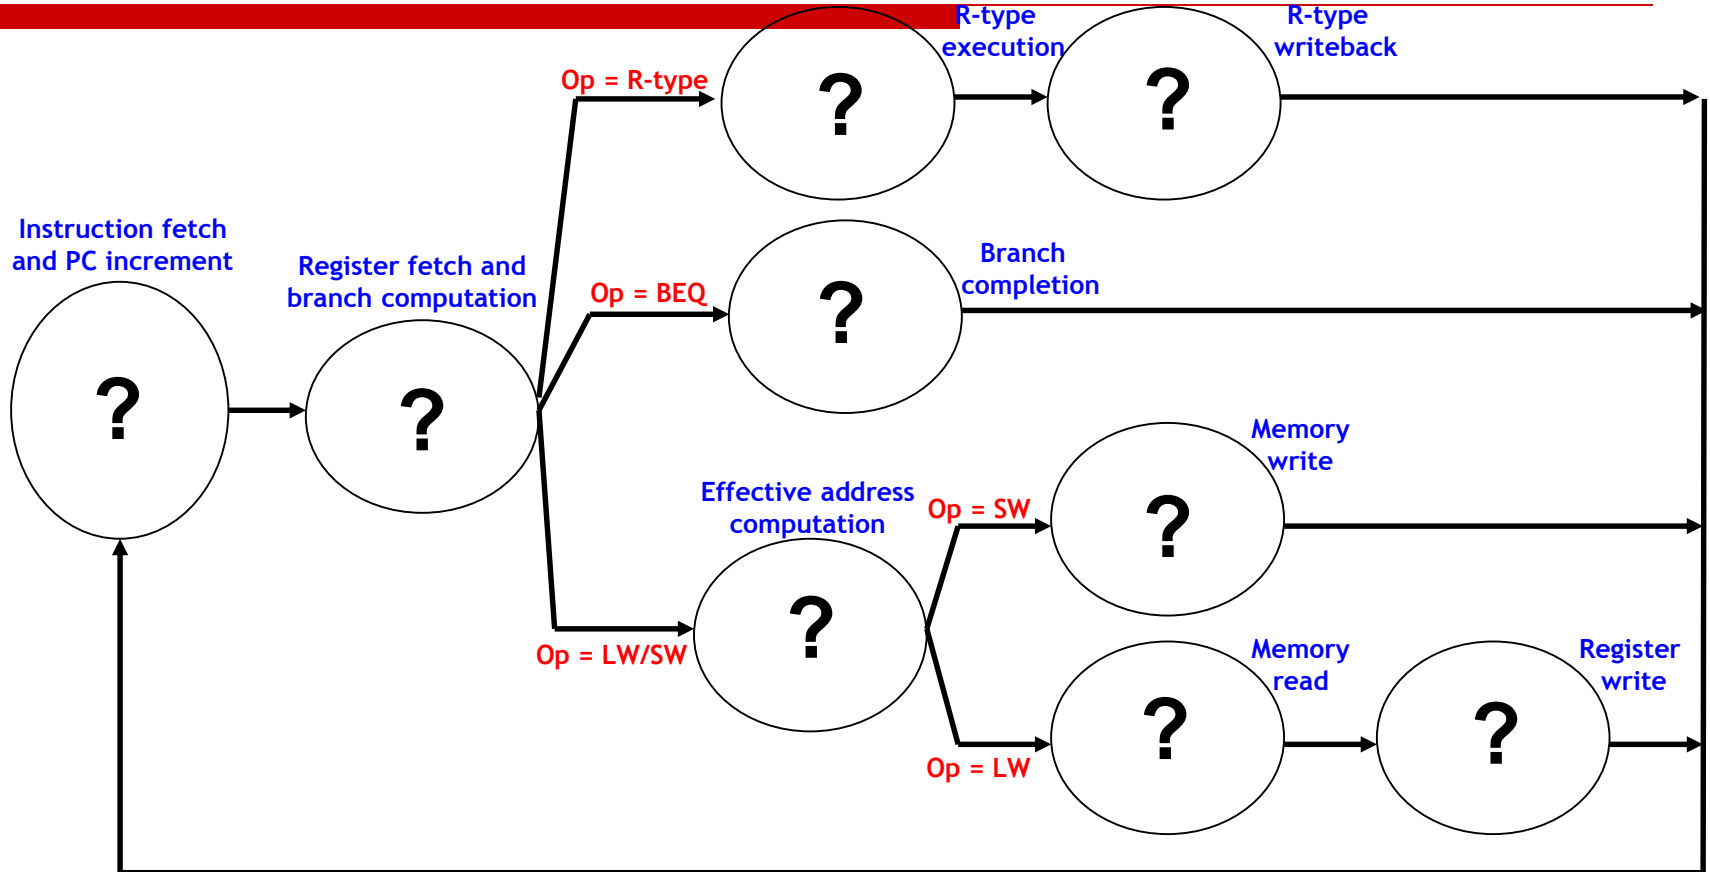 R-type
execution
?
R-type
writeback
?
Op = R-type
Instruction fetch
and PC increment
?
Register fetch and
branch computation
?
Op = BEQ
?
Branch
completion
Effective address
computation
?
Op = LW/SW
Op = SW
Memory
write
?
Op = LW
Memory
read
?
Register
write
?